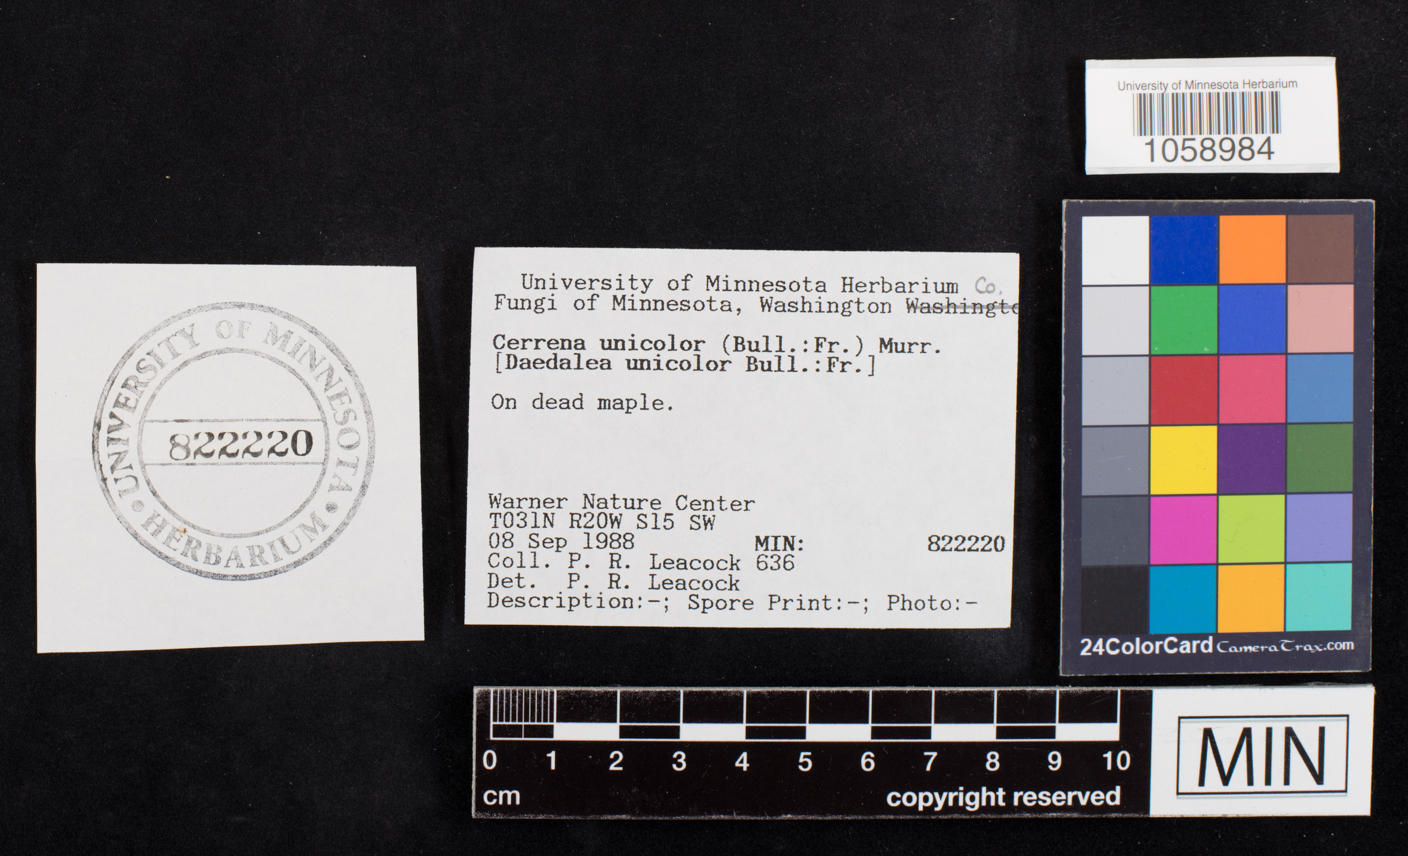 University of Minnesota Herbarium
1058984
UNIVERSITY OF MINNESOTA
822220
• HERBARIUM •
University of Minnesota Herbarium Co.
Fungi of Minnesota, Washington Washingto
Cerrena unicolor (Bull.:Fr.) Murr.
[Daedalea unicolor Bull.:Fr.]
On dead maple.
Warner Nature Center
T031N R20W S15 SW
08 Sep 1988 MIN: 822220
Coll. P. R. Leacock 636
Det. P. R. Leacock
Description:-; Spore Print:-; Photo:-
24ColorCard CameraTrax.com
0 1 2 3 4 5 6 7 8 9 10
cm copyright reserved
MIN